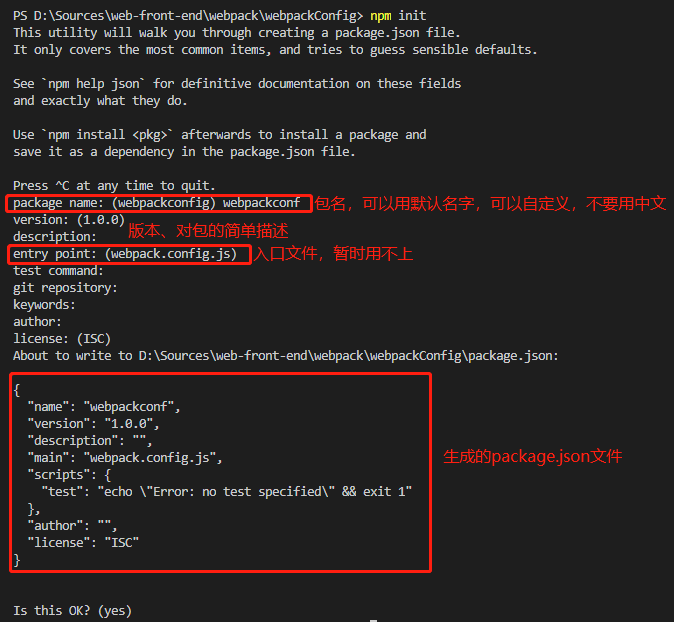 PS D:\Sources\web-front-end\webpack\webpackConfig> npm init
This utility will walk you through creating a package.json file.
It only covers the most common items, and tries to guess sensible defaults.
See `npm help json` for definitive documentation on these fields
and exactly what they do.
Use `npm install <pkg>` afterwards to install a package and
save it as a dependency in the package.json file.
Press ^C at any time to quit.
package name: (webpackconfig) webpackconf 包名，可以用默认名字，可以自定义，不要用中文
version: (1.0.0)
版本、对包的简单描述
description:
entry point: (webpack.config.js) 入口文件，暂时用不上
test command:
git repository:
keywords:
author:
license: (ISC)
About to write to D:\Sources\web-front-end\webpack\webpackConfig\package.json:
{
"name": "webpackconf",
"version": "1.0.0",
"description": "",
"main": "webpack.config.js",
生成的package.json文件
"scripts": {
"test": "echo \"Error: no test specified\" && exit 1"
},
"author": "",
"license": "ISC"
}
Is this OK? (yes)